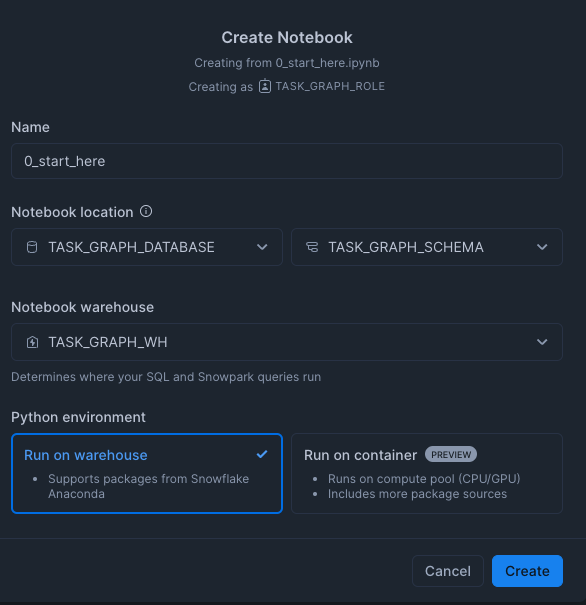 Create Notebook
Creating from 0_start_here.ipynb
Creating as TASK_GRAPH_ROLE
Name
0_start_here
Notebook location
TASK_GRAPH_DATABASE TASK_GRAPH_SCHEMA
Notebook warehouse
TASK_GRAPH_WH
Determines where your SQL and Snowpark queries run
Python environment
Run on warehouse
• Supports packages from Snowflake
Anaconda
Run on container PREVIEW
• Runs on compute pool (CPU/GPU)
• Includes more package sources
Cancel Create